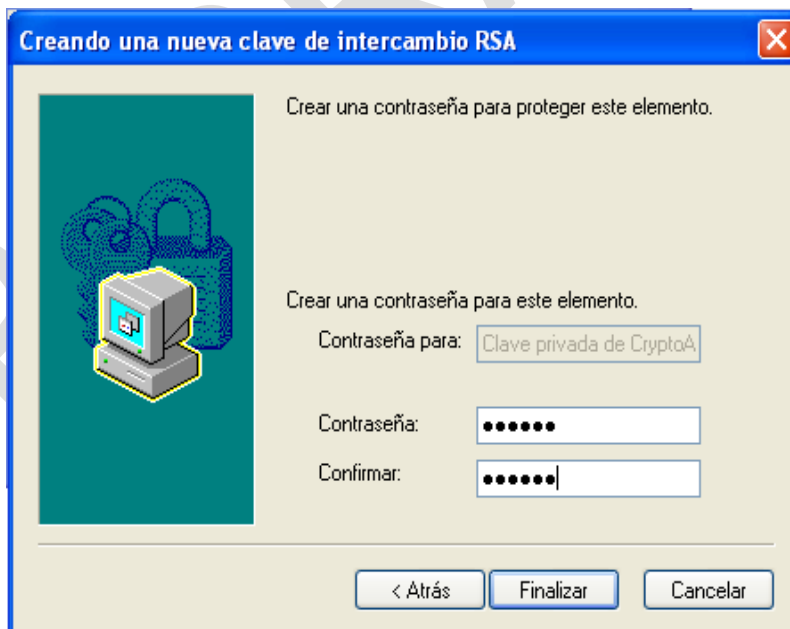 Creando una nueva clave de intercambio RSA
Crear una contraseña para proteger este elemento.
Crear una contraseña para este elemento.
Contraseña para: Clave privada de CryptoA
Contraseña: ●●●●●●
Confirmar: ●●●●●●
< Atrás Finalizar Cancelar